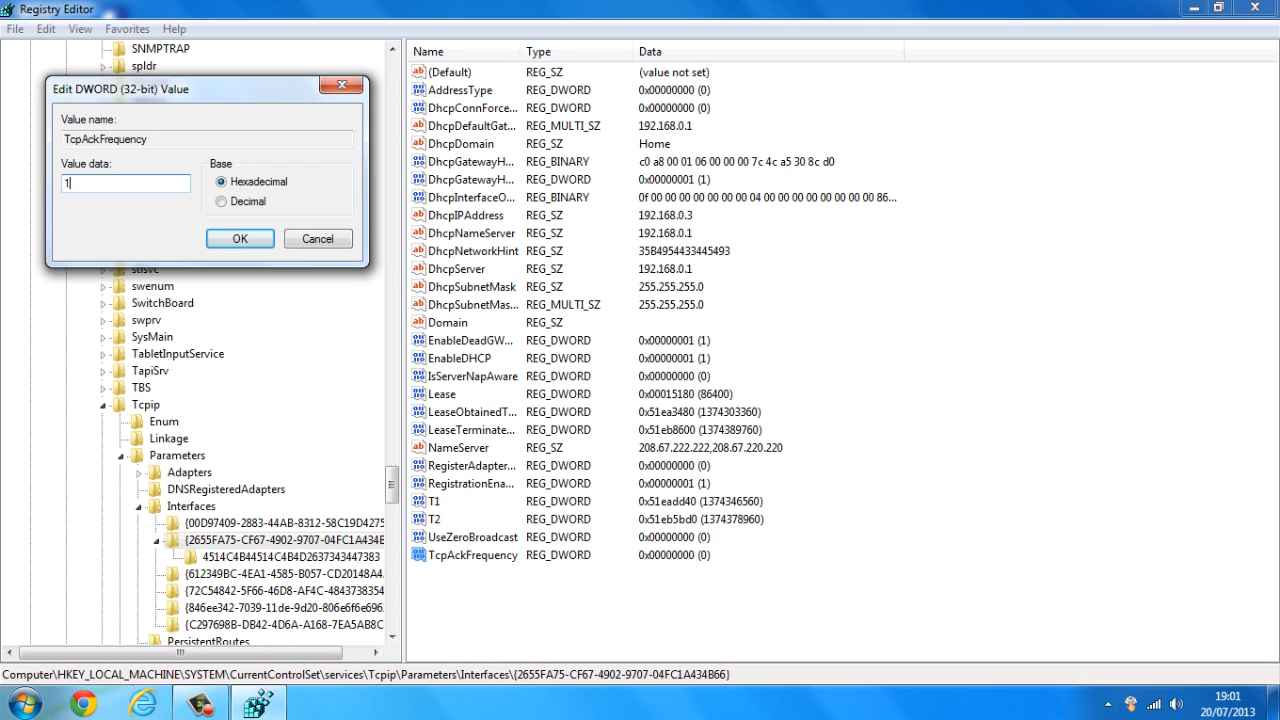 Registry Editor
File Edit View Favorites Help
SNMPTRAP
spldr
Edit DWORD (32-bit) Value
Value name:
TcpAckFrequency
Value data:
1
Base
Hexadecimal
Decimal
OK Cancel
stisvc
swenum
SwitchBoard
swprv
SysMain
TabletInputService
TapiSrv
TBS
Tcpip
Enum
Linkage
Parameters
Adapters
DNSRegisteredAdapters
Interfaces
{00D97409-2883-44AB-8312-58C19D4275
{2655FA75-CF67-4902-9707-04FC1A434B
4514C4B44514C4B4D2637343447383
{612349BC-4EA1-4585-B057-CD20148A4.
{72C54842-5F66-46D8-AF4C-4843738354
{846ee342-7039-11de-9d20-806e6f6e696.
{C297698B-DB42-4D6A-A168-7EA5AB8C
PersistentRoutes
Name Type Data
(Default) REG_SZ (value not set)
AddressType REG_DWORD 0x00000000 (0)
DhcpConnForce... REG_DWORD 0x00000000 (0)
DhcpDefaultGat... REG_MULTI_SZ 192.168.0.1
DhcpDomain REG_SZ Home
DhcpGatewayH... REG_BINARY c0 a8 00 01 06 00 00 00 7c 4c a5 30 8c d0
DhcpGatewayH... REG_DWORD 0x00000001 (1)
DhcpInterfaceO... REG_BINARY 0f 00 00 00 00 00 00 00 04 00 00 00 00 00 00 00 86...
DhcpIPAddress REG_SZ 192.168.0.3
DhcpNameServer REG_SZ 192.168.0.1
DhcpNetworkHint REG_SZ 35B4954433445493
DhcpServer REG_SZ 192.168.0.1
DhcpSubnetMask REG_SZ 255.255.255.0
DhcpSubnetMas... REG_MULTI_SZ 255.255.255.0
Domain REG_SZ
EnableDeadGW... REG_DWORD 0x00000001 (1)
EnableDHCP REG_DWORD 0x00000001 (1)
IsServerNapAware REG_DWORD 0x00000000 (0)
Lease REG_DWORD 0x00015180 (86400)
LeaseObtainedT... REG_DWORD 0x51ea3480 (1374303360)
LeaseTerminate... REG_DWORD 0x51eb8600 (1374389760)
NameServer REG_SZ 208.67.222.222,208.67.220.220
RegisterAdapter... REG_DWORD 0x00000000 (0)
RegistrationEna... REG_DWORD 0x00000001 (1)
T1 REG_DWORD 0x51eadd40 (1374346560)
T2 REG_DWORD 0x51eb5bd0 (1374378960)
UseZeroBroadcast REG_DWORD 0x00000000 (0)
TcpAckFrequency REG_DWORD 0x00000000 (0)
Computer\HKEY_LOCAL_MACHINE\SYSTEM\CurrentControlSet\services\Tcpip\Parameters\Interfaces\{2655FA75-CF67-4902-9707-04FC1A434B66}
19:01
20/07/2013